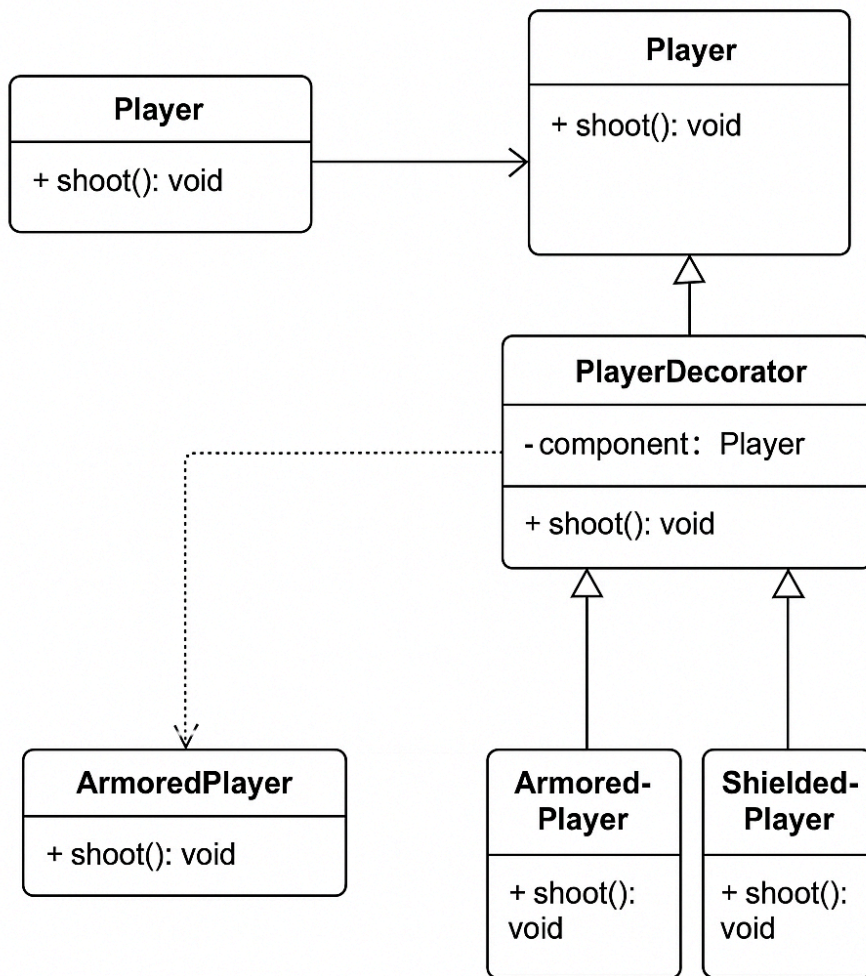 Player
+ shoot(): void
Player
+ shoot(): void
PlayerDecorator
- component: Player
+ shoot(): void
ArmoredPlayer
+ shoot(): void
Armored-
Player
+ shoot():
void
Shielded-
Player
+ shoot():
void